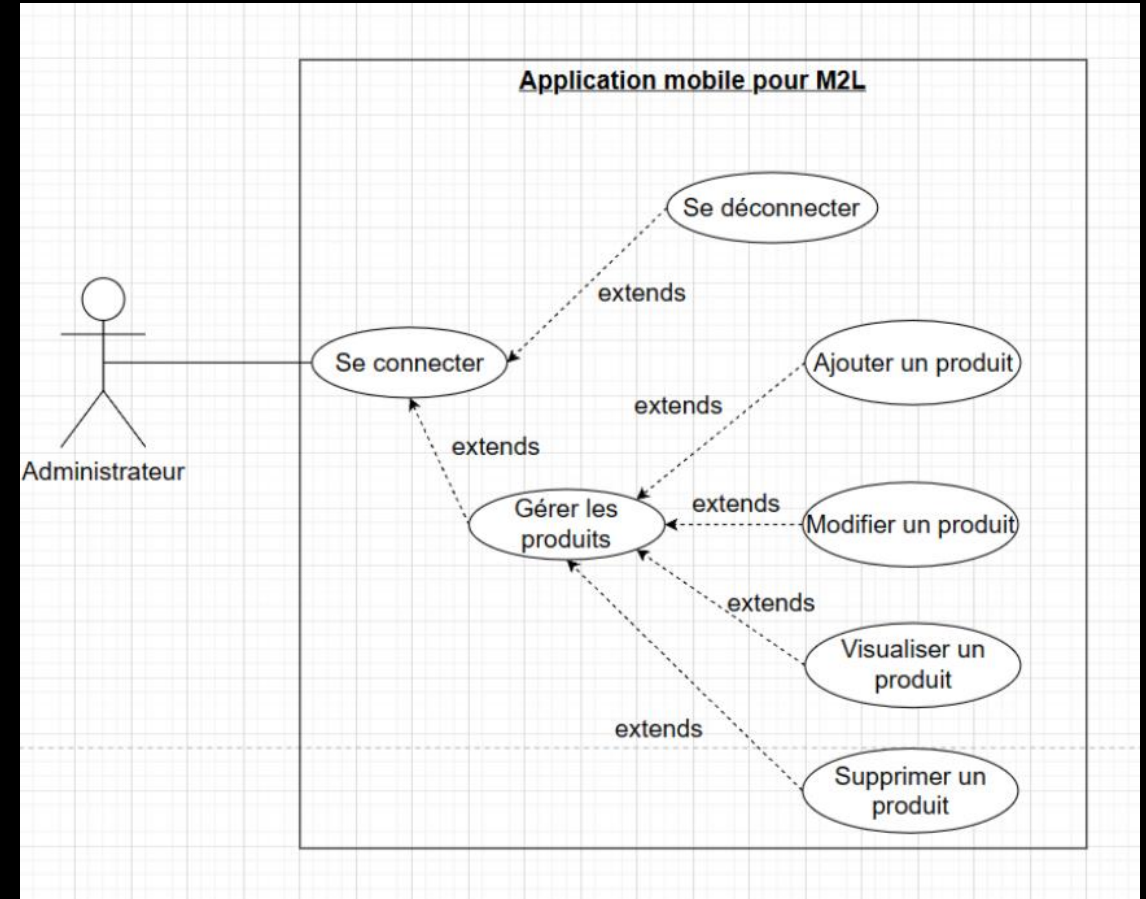 Application mobile pour M2L
Se déconnecter
extends
Se connecter
Ajouter un produit
extends
extends
Administrateur
Gérer les
produits
extends
Modifier un produit
extends
Visualiser un
produit
extends
Supprimer un
produit